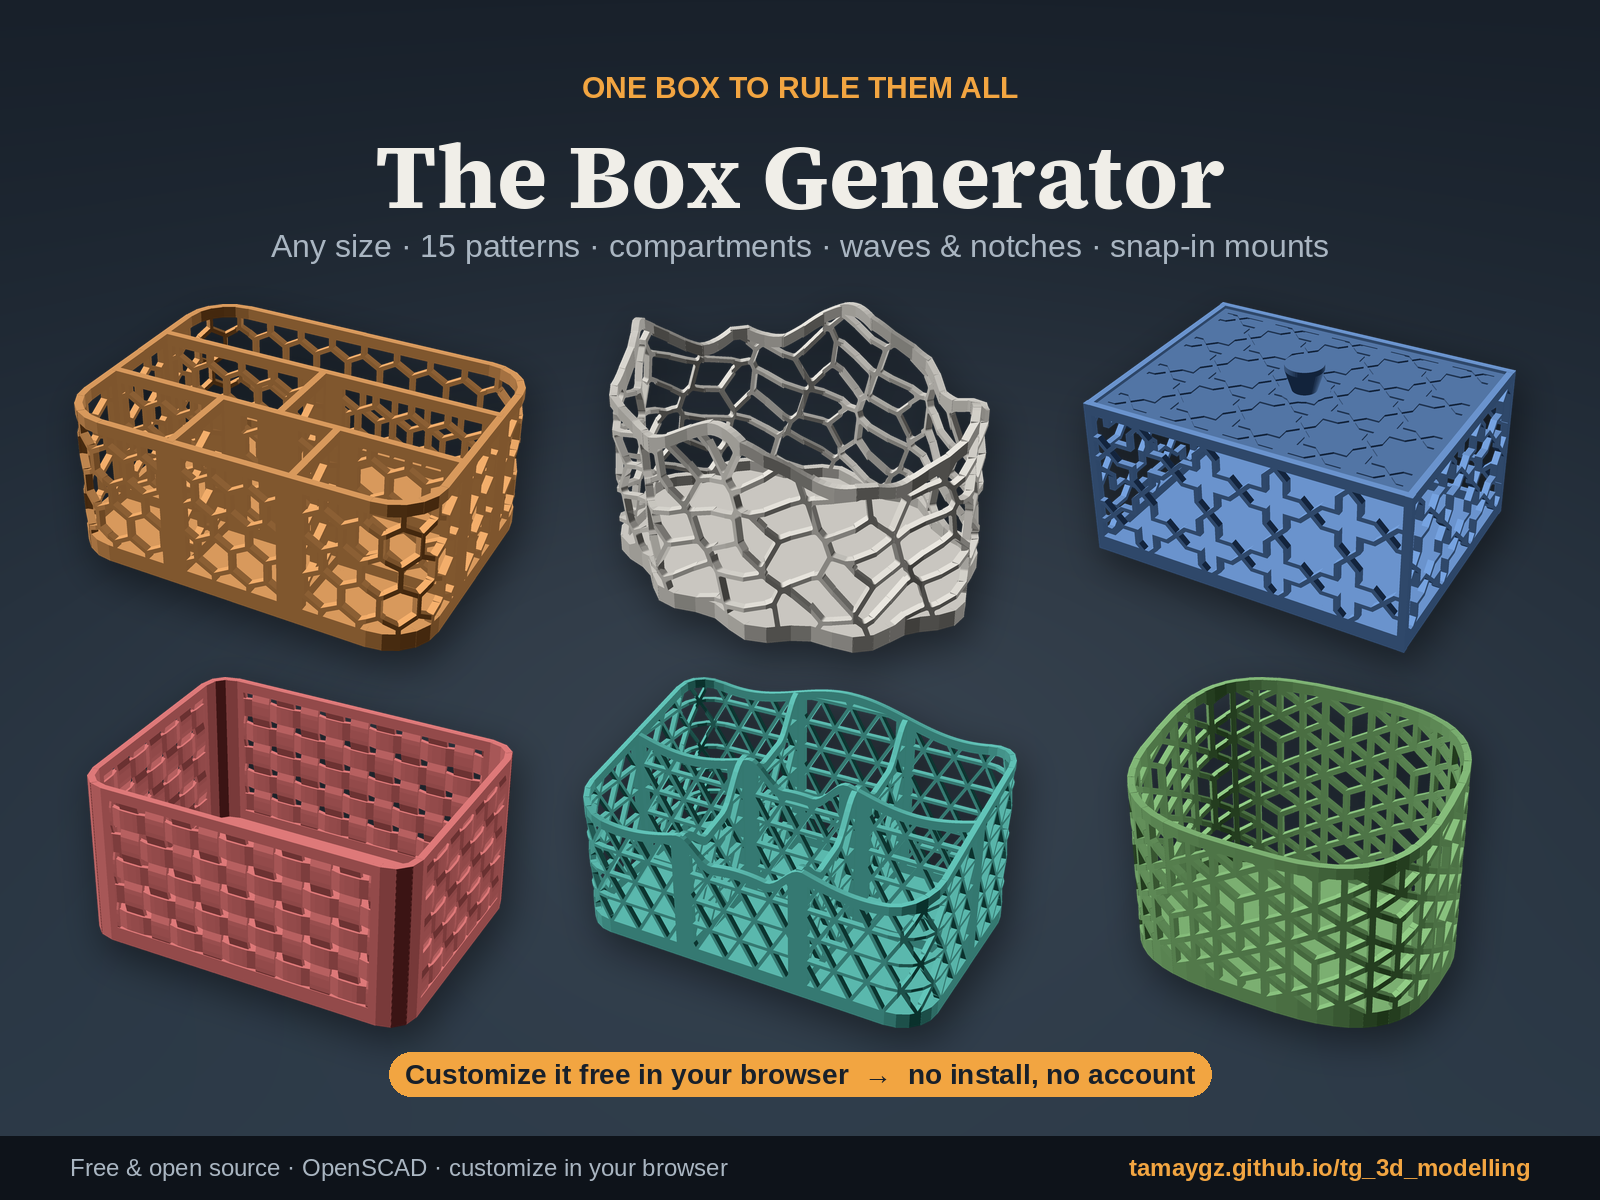 ONE BOX TO RULE THEM ALL
The Box Generator
Any size · 15 patterns · compartments · waves & notches · snap-in mounts
Customize it free in your browser → no install, no account
Free & open source · OpenSCAD · customize in your browser
tamaygz.github.io/tg_3d_modelling